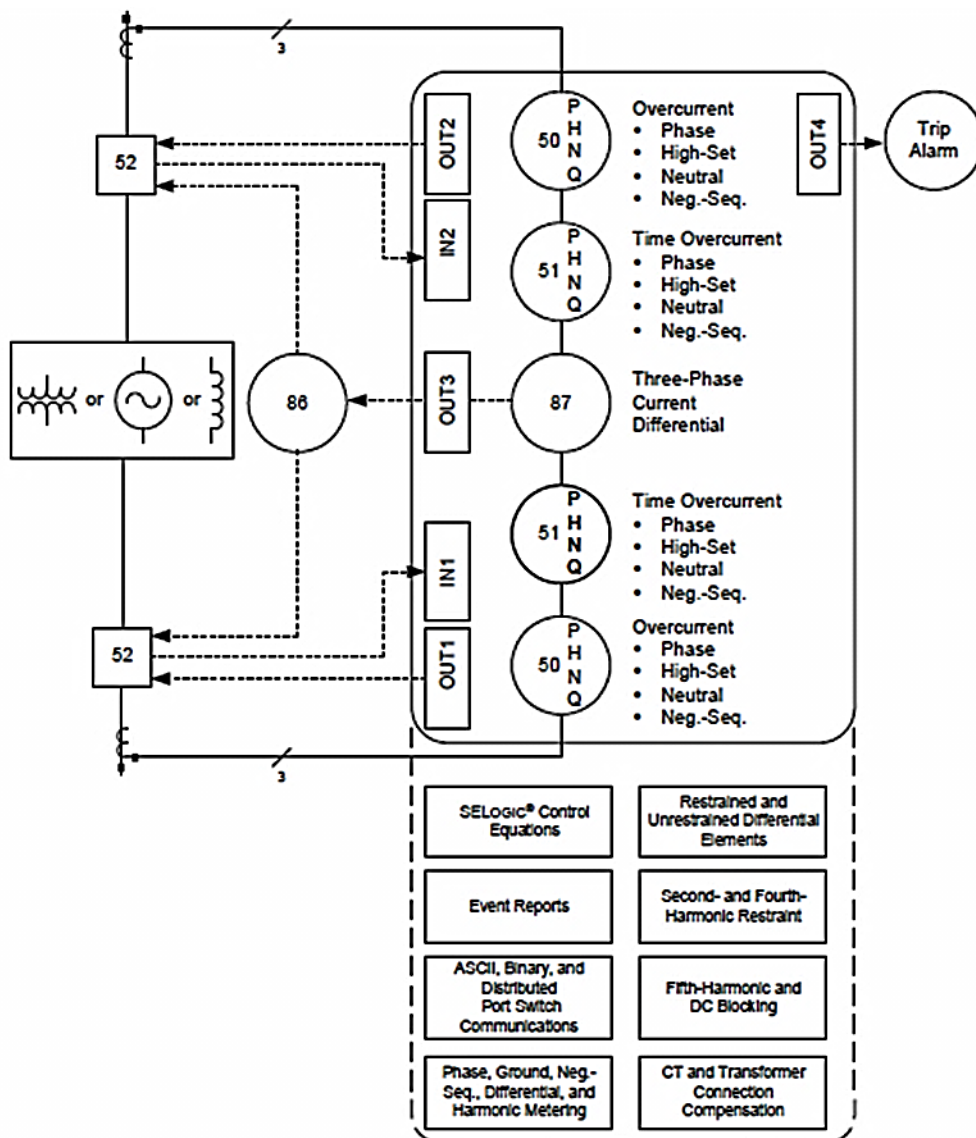 3
52
or
or
86
52
3
OUT2
IN2
OUT3
IN1
OUT1
50
P
H
N
Q
Overcurrent
• Phase
• High-Set
• Neutral
• Neg.-Seq.
OUT4
Trip
Alarm
51
P
H
N
Q
Time Overcurrent
• Phase
• High-Set
• Neutral
• Neg.-Seq.
87
Three-Phase
Current
Differential
51
P
H
N
Q
Time Overcurrent
• Phase
• High-Set
• Neutral
• Neg.-Seq.
50
P
H
N
Q
Overcurrent
• Phase
• High-Set
• Neutral
• Neg.-Seq.
SELOGIC® Control
Equations
Restrained and
Unrestrained Differential
Elements
Event Reports
Second- and Fourth-
Harmonic Restraint
ASCII, Binary, and
Distributed
Port Switch
Communications
Fifth-Harmonic and
DC Blocking
Phase, Ground, Neg.-
Seq., Differential, and
Harmonic Metering
CT and Transformer
Connection
Compensation